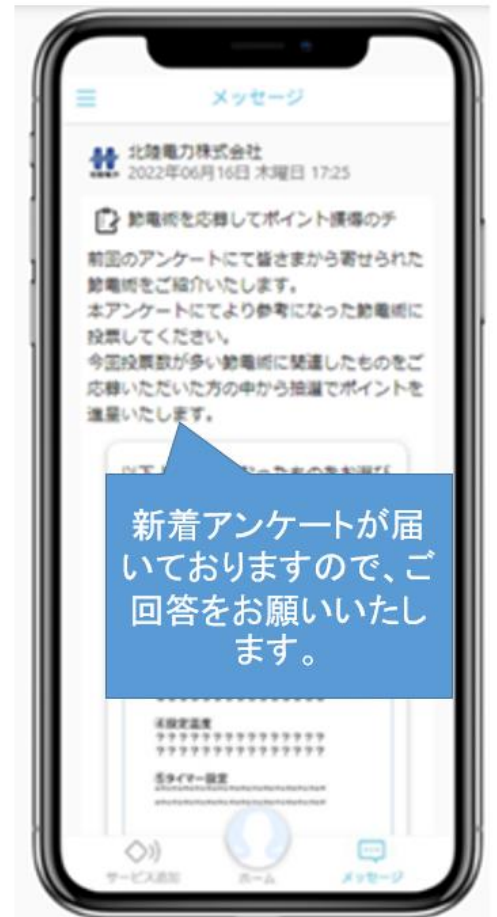 メッセージ
北陸電力株式会社
2022年06月16日 木曜日 17:25
節電術を応募してポイント獲得のチ
前回のアンケートにて皆さまから寄せられた
節電術をご紹介いたします。
本アンケートにてより参考になった節電術に
投票してください。
今回投票数が多い節電術に関連したものをご
応募いただいた方の中から抽選でポイントを
進呈いたします。
新着アンケートが届
いておりますので、ご
回答をお願いいたし
ます。
④設定温度
???????????????
???????????????
⑤タイマー設定
サービス追加
ホーム
メッセージ